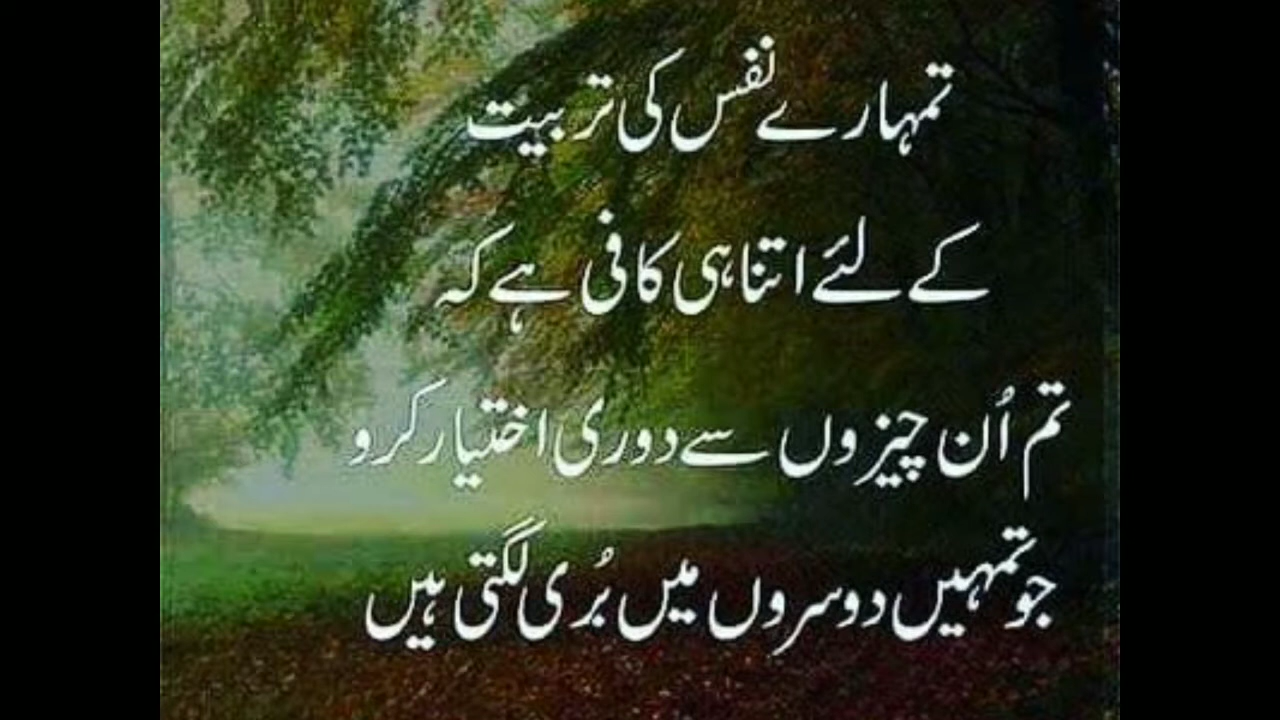 تمہارے نفس کی تربیت
کے لئے اتنا ہی کافی ہے کہ
تم اُن چیزوں سے دوری اختیار کرو
جو تمہیں دوسروں میں بُری لگتی ہیں